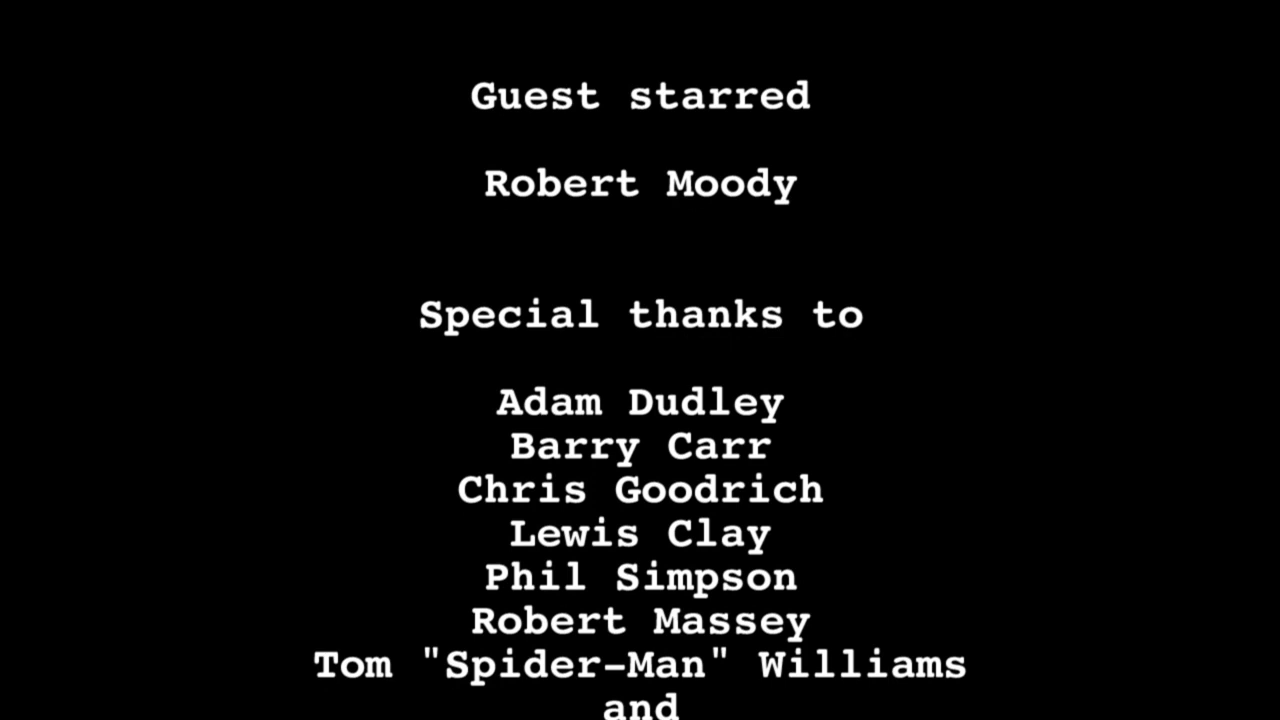 Guest starred
Robert Moody
Special thanks to
Adam Dudley
Barry Carr
Chris Goodrich
Lewis Clay
Phil Simpson
Robert Massey
Tom "Spider-Man" Williams
and